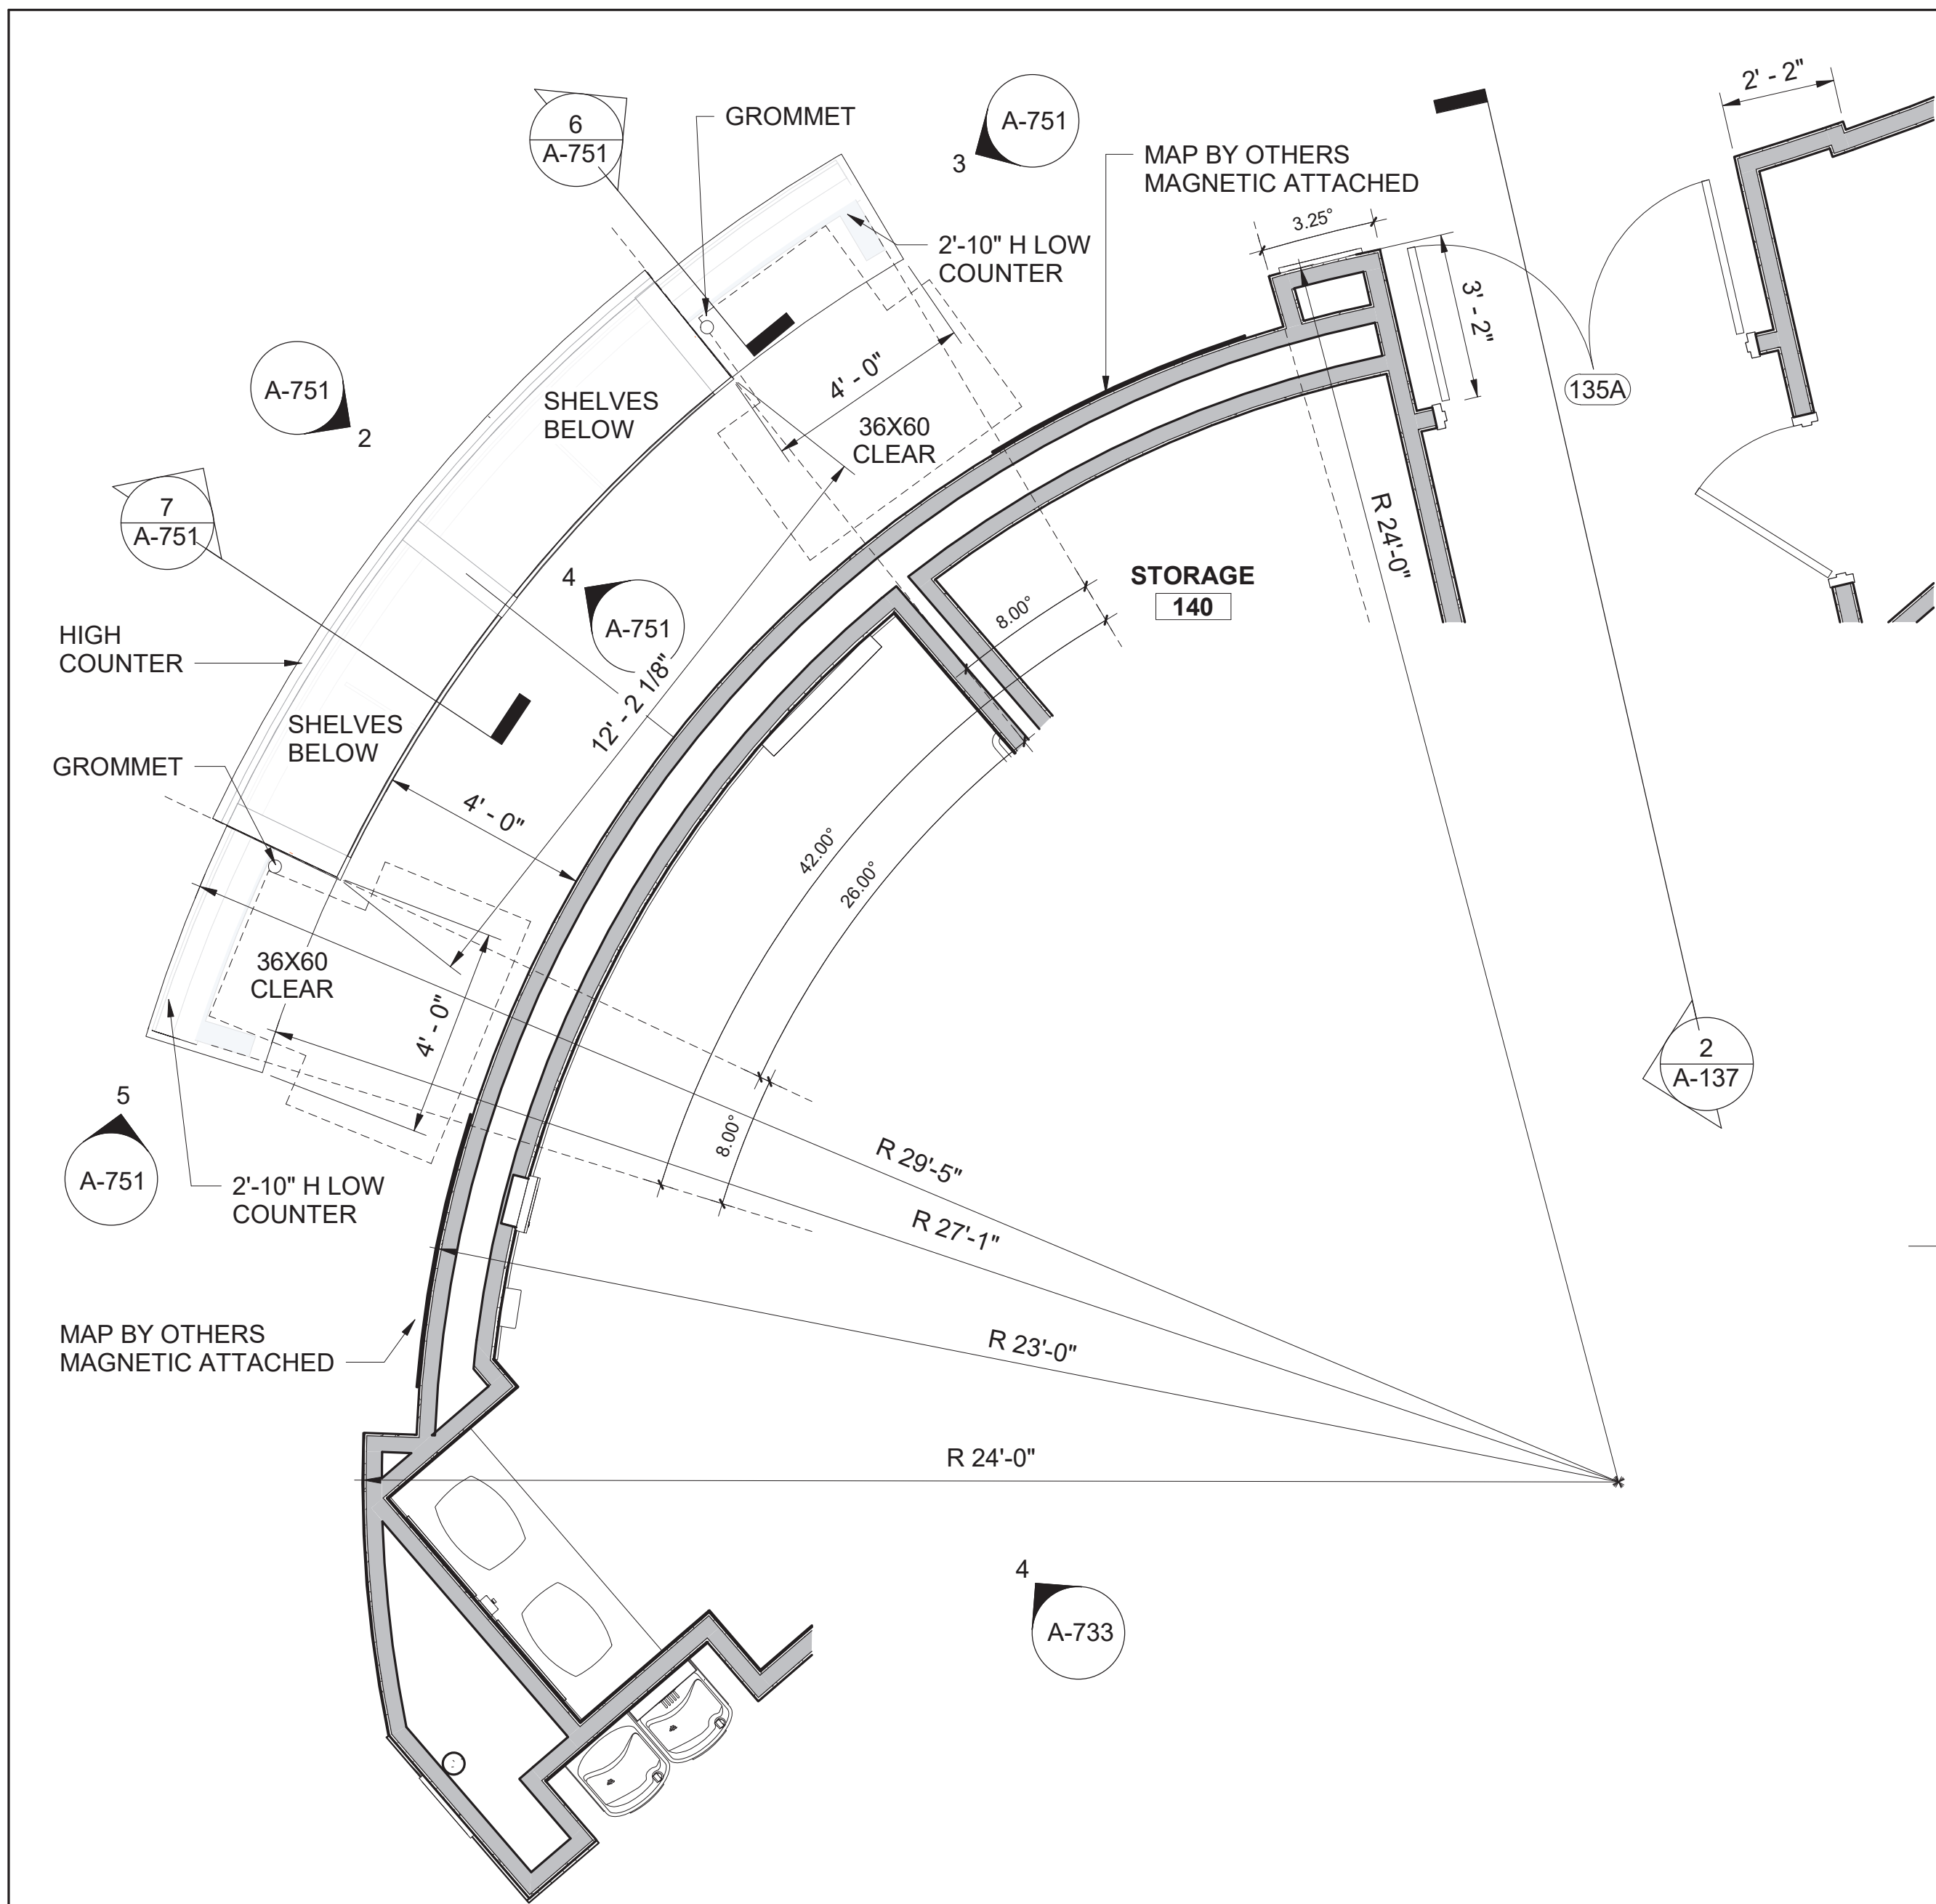 2' - 2"
6
A-751
GROMMET
A-751
3
MAP BY OTHERS
MAGNETIC ATTACHED
3.25°
2'-10" H LOW
COUNTER
3' - 2"
135A
4' - 0"
A-751
2
SHELVES
BELOW
36X60
CLEAR
7
A-751
R 24'-0"
STORAGE
140
8.00°
4
A-751
HIGH
COUNTER
12' - 2 1/8"
SHELVES
BELOW
GROMMET
4' - 0"
42.00°
26.00°
36X60
CLEAR
4' - 0"
2
A-137
5
A-751
8.00°
R 29'-5"
2'-10" H LOW
COUNTER
R 27'-1"
MAP BY OTHERS
MAGNETIC ATTACHED
R 23'-0"
R 24'-0"
4
A-733